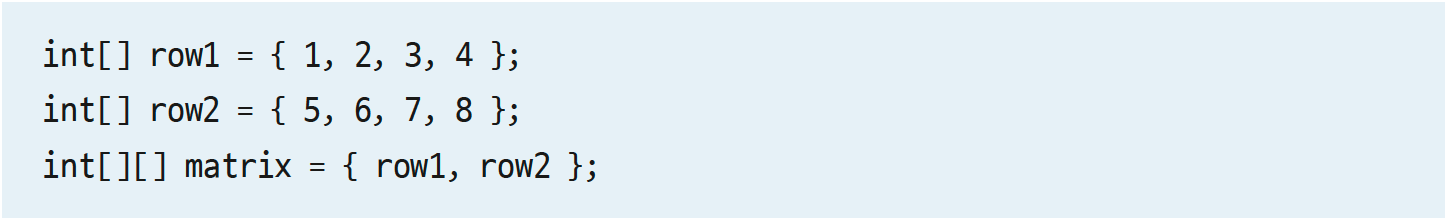 int[] row1 = { 1, 2, 3, 4 };
int[] row2 = { 5, 6, 7, 8 };
int[][] matrix = { row1, row2 };